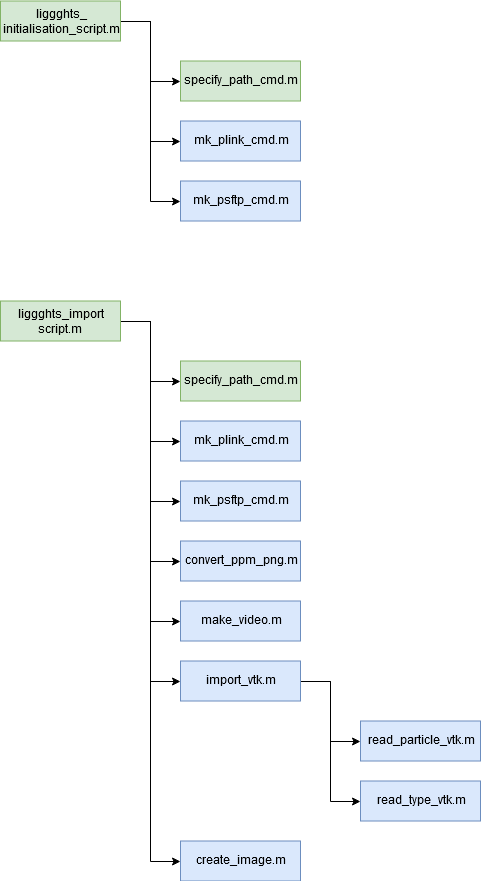 liggghts_
initialisation_script.m
specify_path_cmd.m
mk_plink_cmd.m
mk_psftp_cmd.m
liggghts_import
script.m
specify_path_cmd.m
mk_plink_cmd.m
mk_psftp_cmd.m
convert_ppm_png.m
make_video.m
import_vtk.m
read_particle_vtk.m
read_type_vtk.m
create_image.m